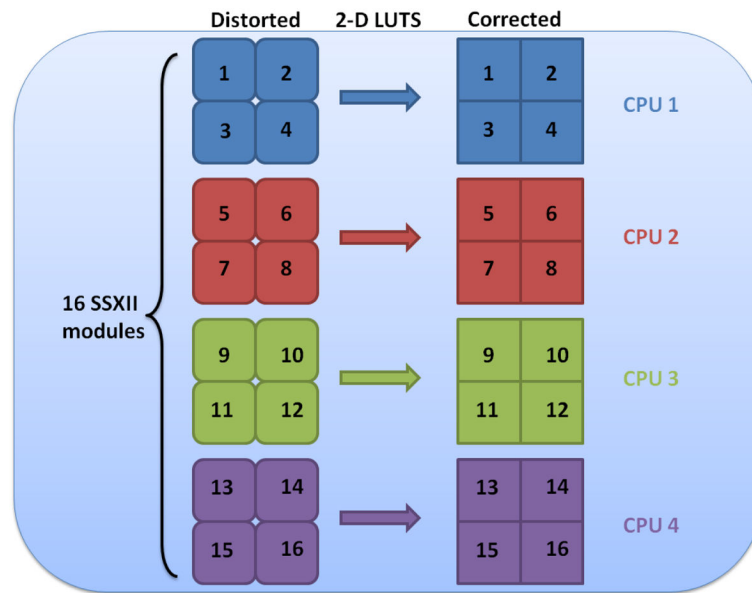 Distorted 2-D LUTS Corrected
1 2 1 2
CPU 1
3 4 3 4
5 6 5 6
CPU 2
7 8 7 8
16 SSXII
modules
9 10 9 10
CPU 3
11 12 11 12
13 14 13 14
CPU 4
15 16 15 16